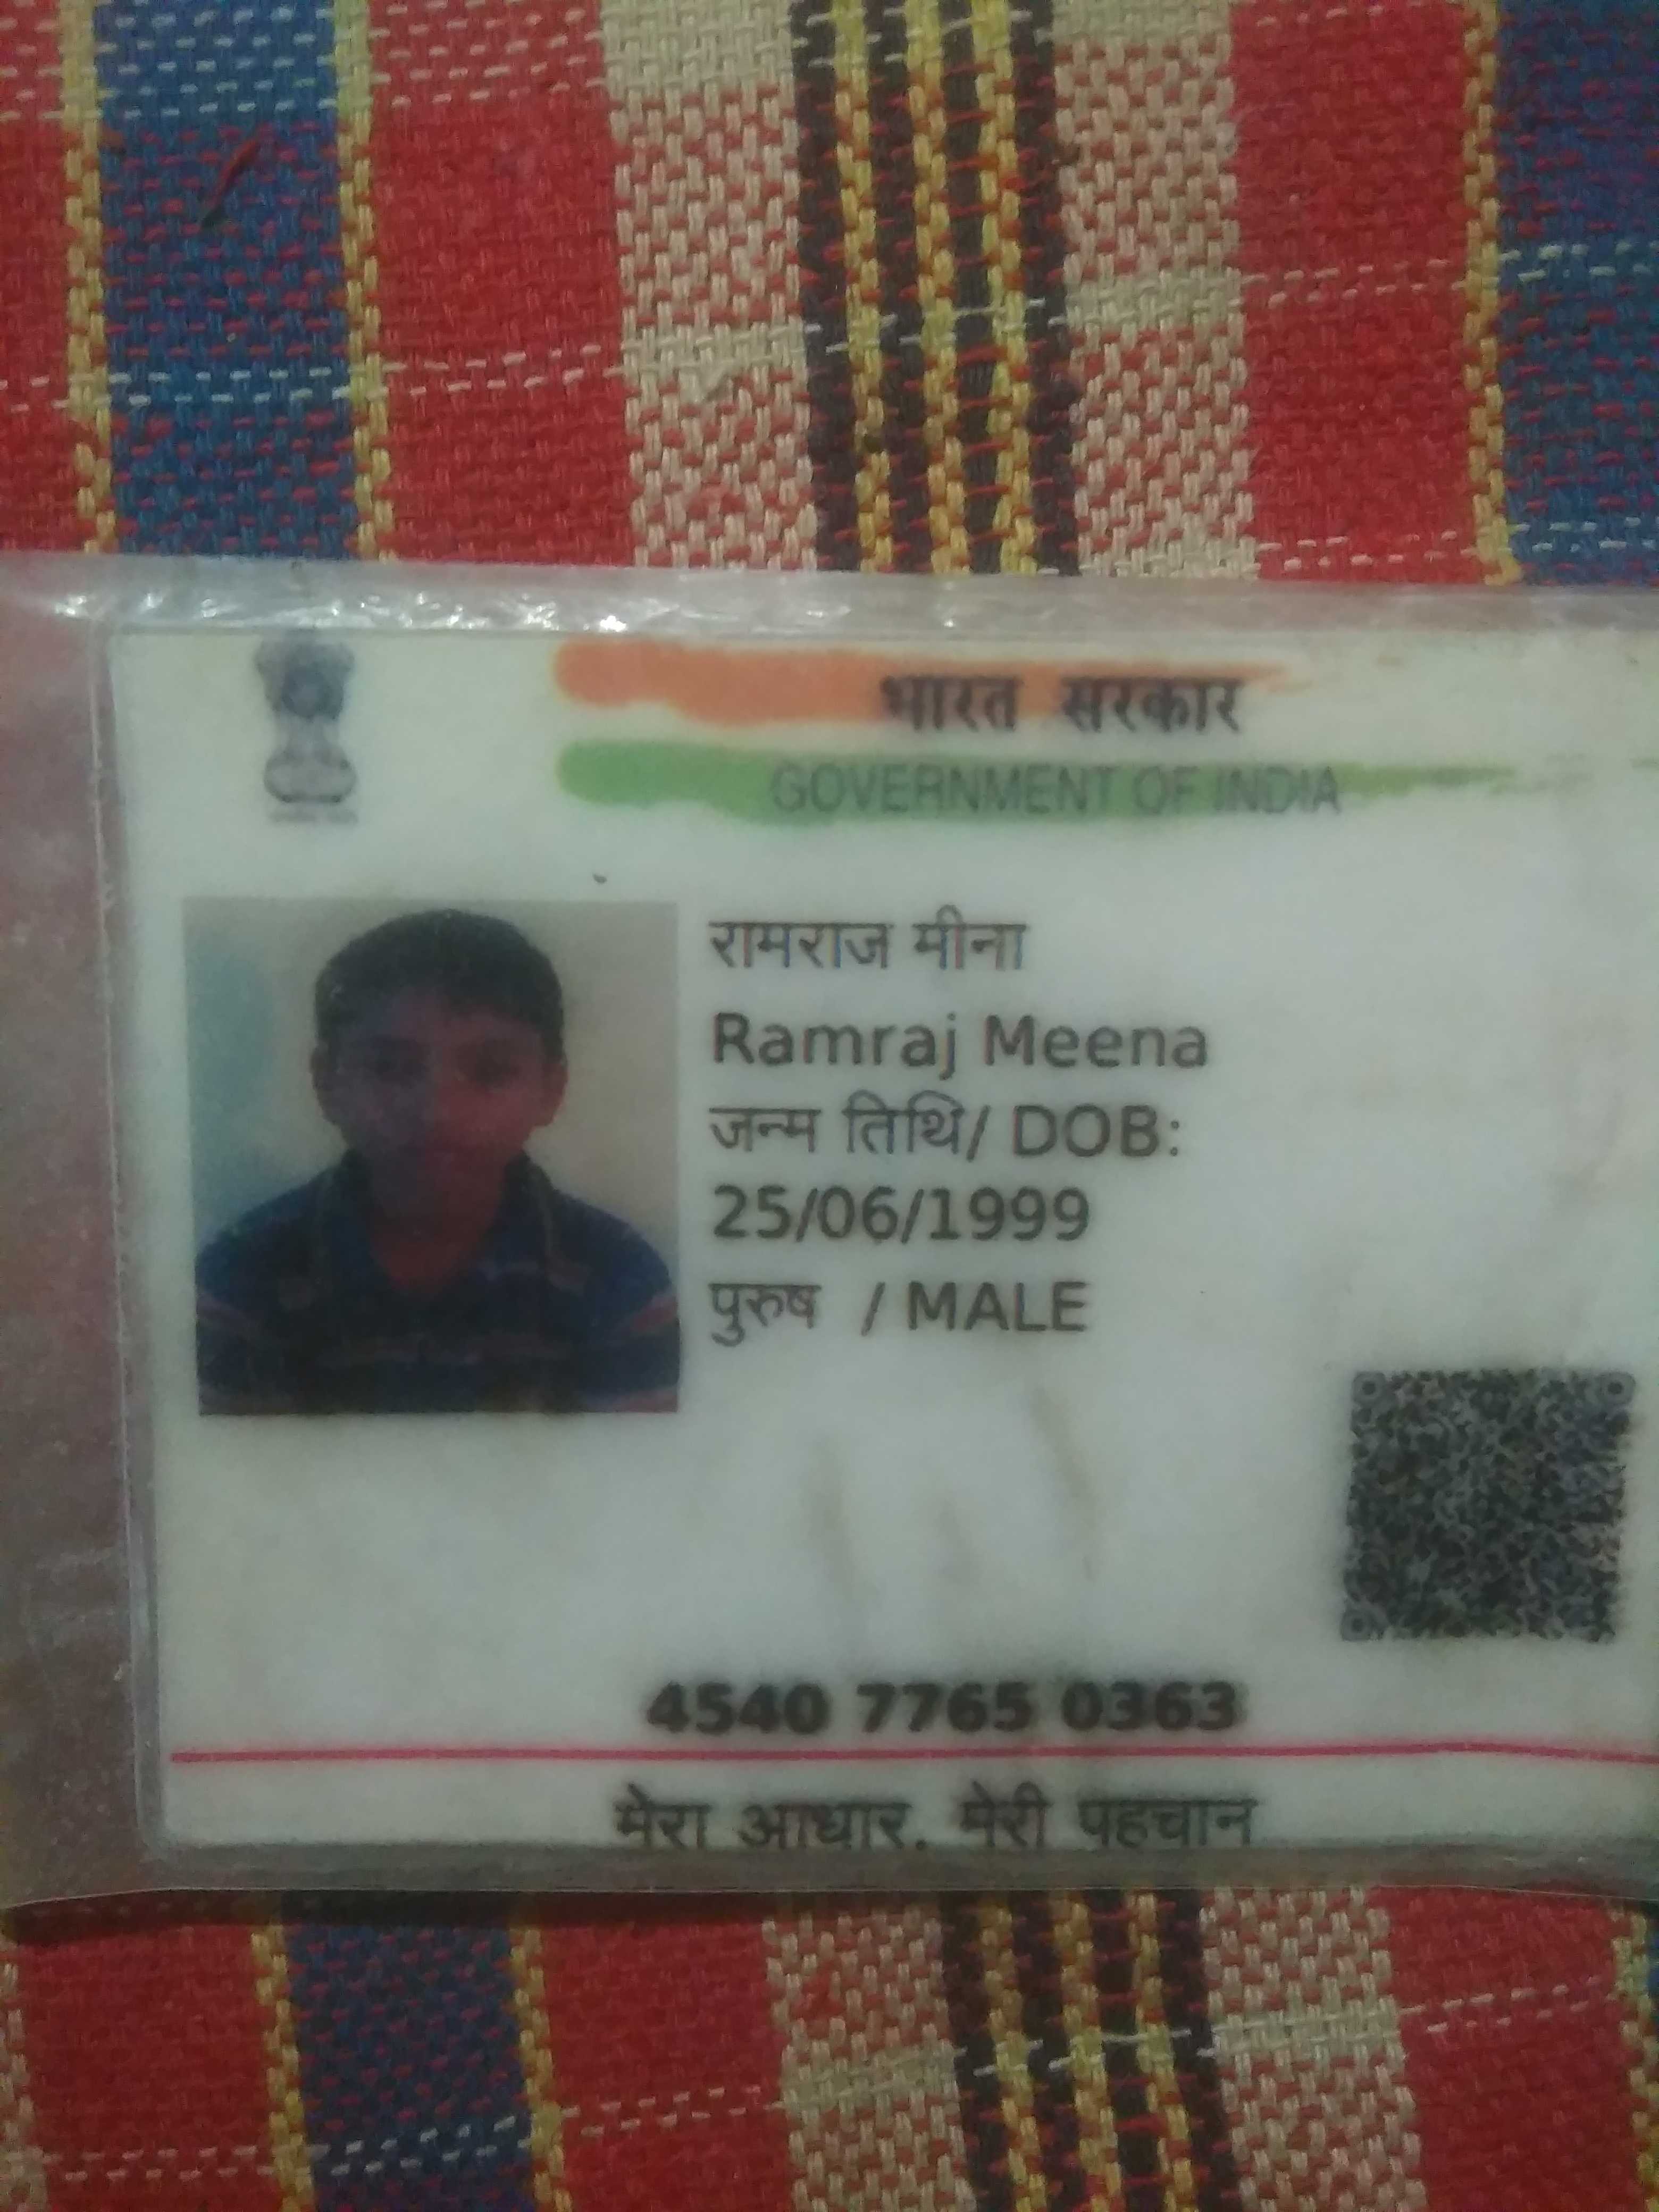 भारत सरकार
GOVERNMENT OF INDIA
रामराज मीना
Ramraj Meena
जन्म तिथि/ DOB:
25/06/1999
पुरुष / MALE
4540 7765 0363
मेरा आधार, मेरी पहचान